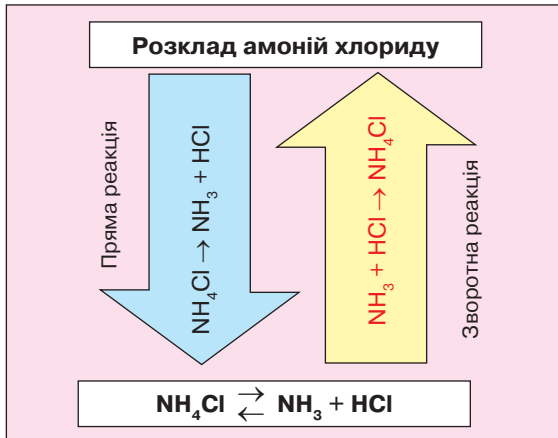 Розклад амоній хлориду
Пряма реакція
NH₄Cl → NH₃ + HCl
NH₃ + HCl → NH₄Cl
Зворотна реакція
NH₄Cl ⇄ NH₃ + HCl